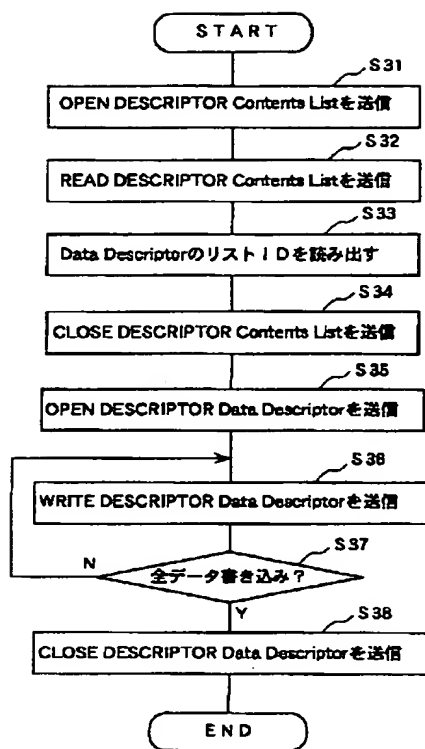 START
S31
OPEN DESCRIPTOR Contents Listを送信
S32
READ DESCRIPTOR Contents Listを送信
S33
Data DescriptorのリストIDを読み出す
S34
CLOSE DESCRIPTOR Contents Listを送信
S35
OPEN DESCRIPTOR Data Descriptorを送信
S36
WRITE DESCRIPTOR Data Descriptorを送信
S37
N
全データ書き込み?
Y
S38
CLOSE DESCRIPTOR Data Descriptorを送信
END